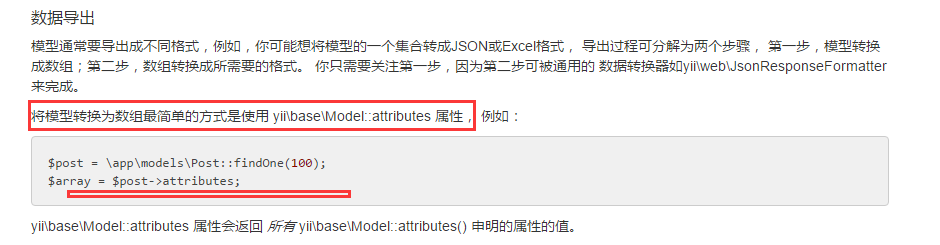 数据导出
模型通常要导出成不同格式，例如，你可能想将模型的一个集合转成JSON或Excel格式， 导出过程可分解为两个步骤， 第一步，模型转换
成数组；第二步，数组转换成所需要的格式。 你只需要关注第一步，因为第二步可被通用的 数据转换器如yii\web\JsonResponseFormatter
来完成。
将模型转换为数组最简单的方式是使用 yii\base\Model::attributes 属性， 例如：
$post = \app\models\Post::findOne(100);
$array = $post->attributes;
yii\base\Model::attributes 属性会返回 所有 yii\base\Model::attributes() 申明的属性的值。